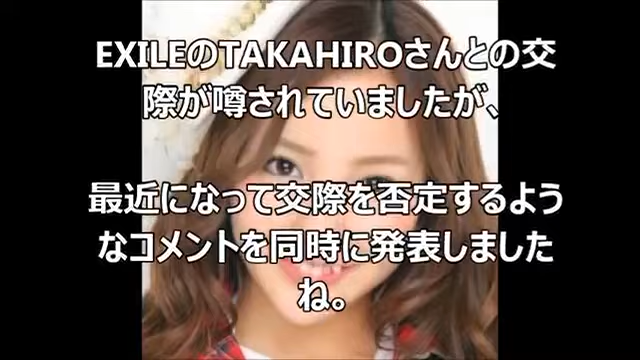 EXILEのTAKAHIROさんとの交
際が噂されていましたが、
最近になって交際を否定するよう
なコメントを同時に発表しました
ね。